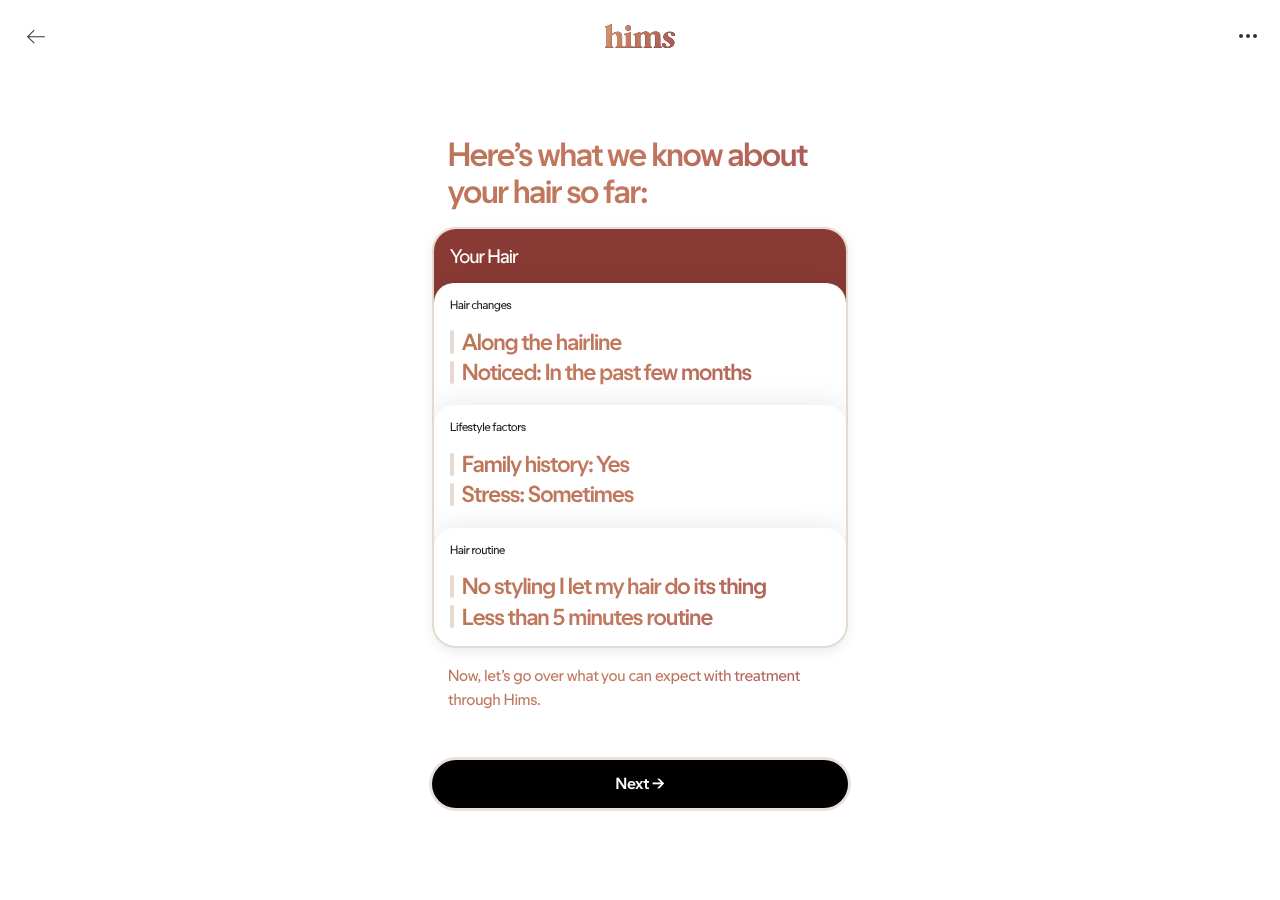 hims
Here’s what we know about
your hair so far:
Your Hair
Hair changes
Along the hairline
Noticed: In the past few months
Lifestyle factors
Family history: Yes
Stress: Sometimes
Hair routine
No styling I let my hair do its thing
Less than 5 minutes routine
Now, let’s go over what you can expect with treatment
through Hims.
Next →